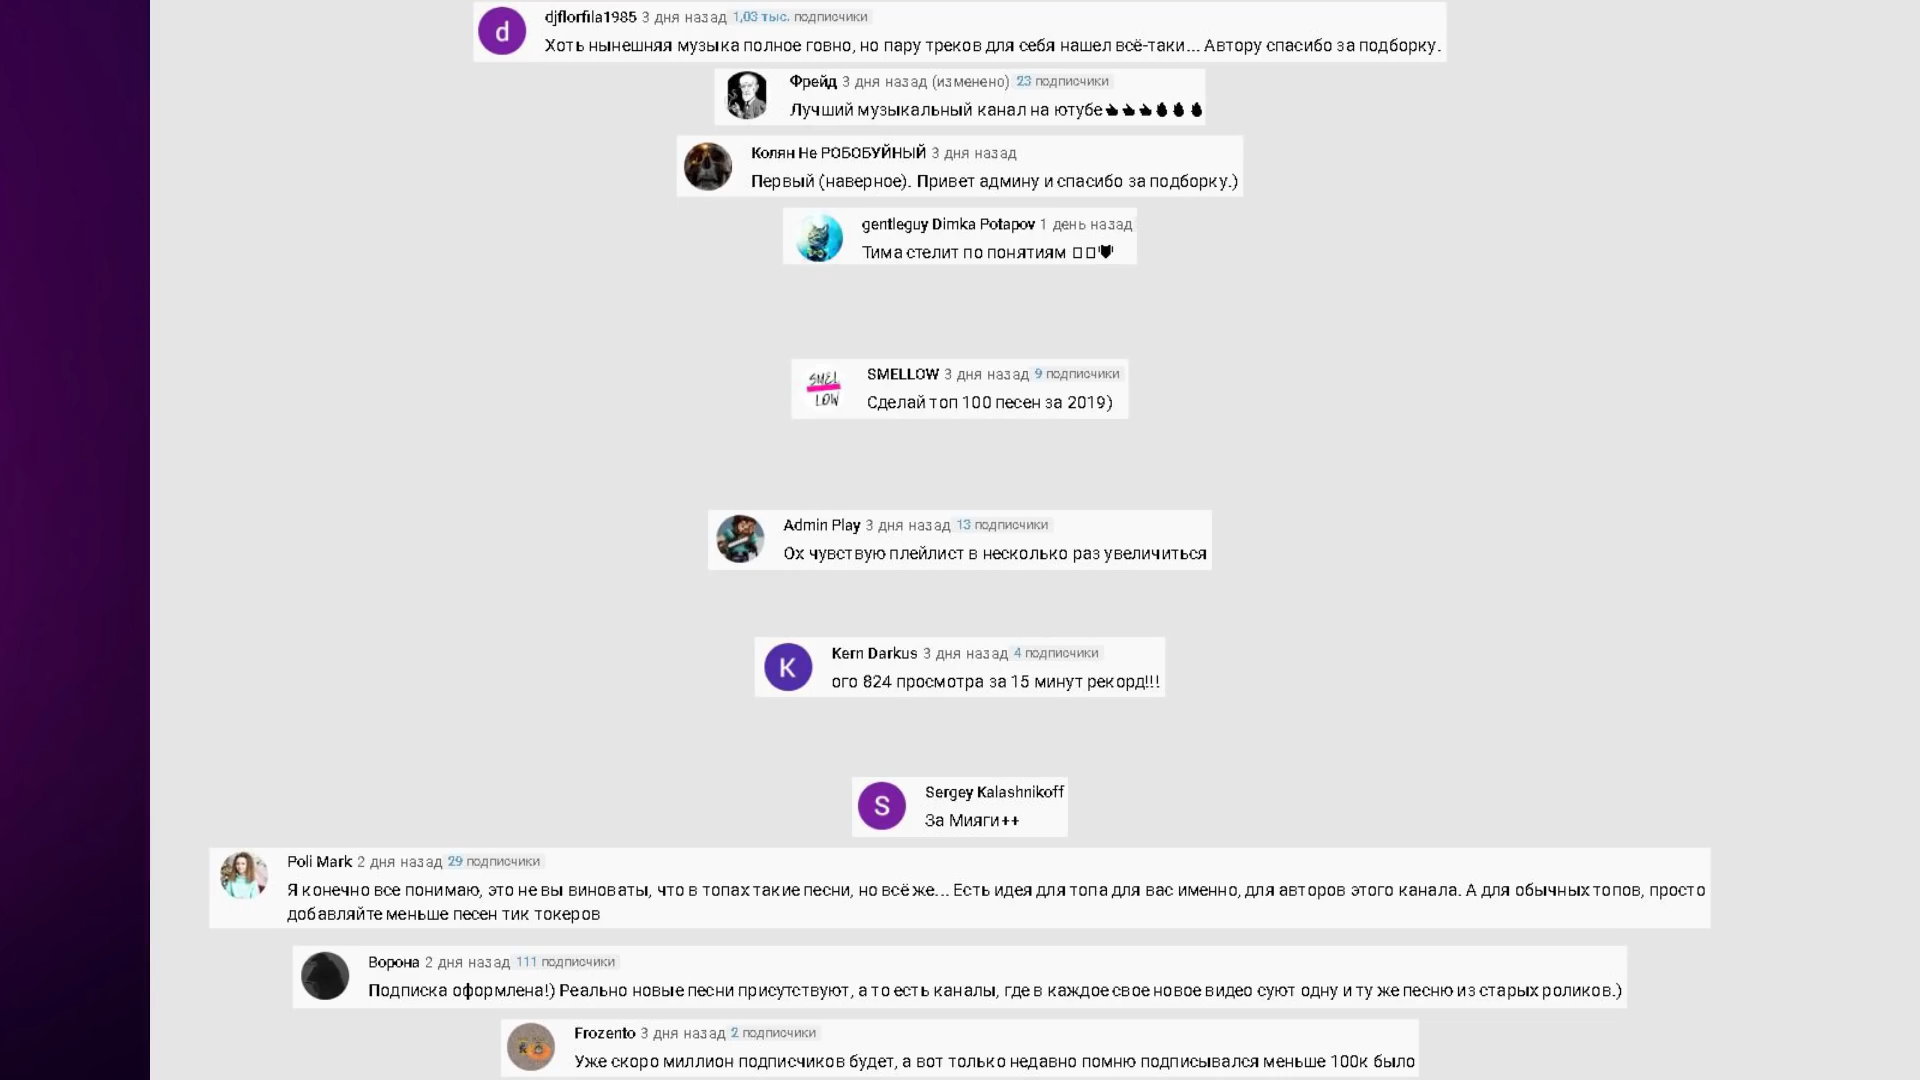 d
djflorfila1985 3 дня назад 1,03 тыс. подписчики
Хоть нынешняя музыка полное говно, но пару треков для себя нашел всё-таки... Автору спасибо за подборку.
Фрейд 3 дня назад (изменено) 23 подписчики
Лучший музыкальный канал на ютубе
Колян Не РОБОБУЙНЫЙ 3 дня назад
Первый (наверное). Привет админу и спасибо за подборку.)
gentleguy Dimka Potapov 1 день назад
Тима стелит по понятиям
SMEL
LOW
SMELLOW 3 дня назад 9 подписчики
Сделай топ 100 песен за 2019)
Admin Play 3 дня назад 13 подписчики
Ох чувствую плейлист в несколько раз увеличиться
K
Kern Darkus 3 дня назад 4 подписчики
ого 824 просмотра за 15 минут рекорд!!!
S
Sergey Kalashnikoff
За Мияги++
Poli Mark 2 дня назад 29 подписчики
Я конечно все понимаю, это не вы виноваты, что в топах такие песни, но всё же... Есть идея для топа для вас именно, для авторов этого канала. А для обычных топов, просто
добавляйте меньше песен тик токеров
Ворона 2 дня назад 111 подписчики
Подписка оформлена!) Реально новые песни присутствуют, а то есть каналы, где в каждое свое новое видео суют одну и ту же песню из старых роликов.)
Frozento 3 дня назад 2 подписчики
Уже скоро миллион подписчиков будет, а вот только недавно помню подписывался меньше 100к было